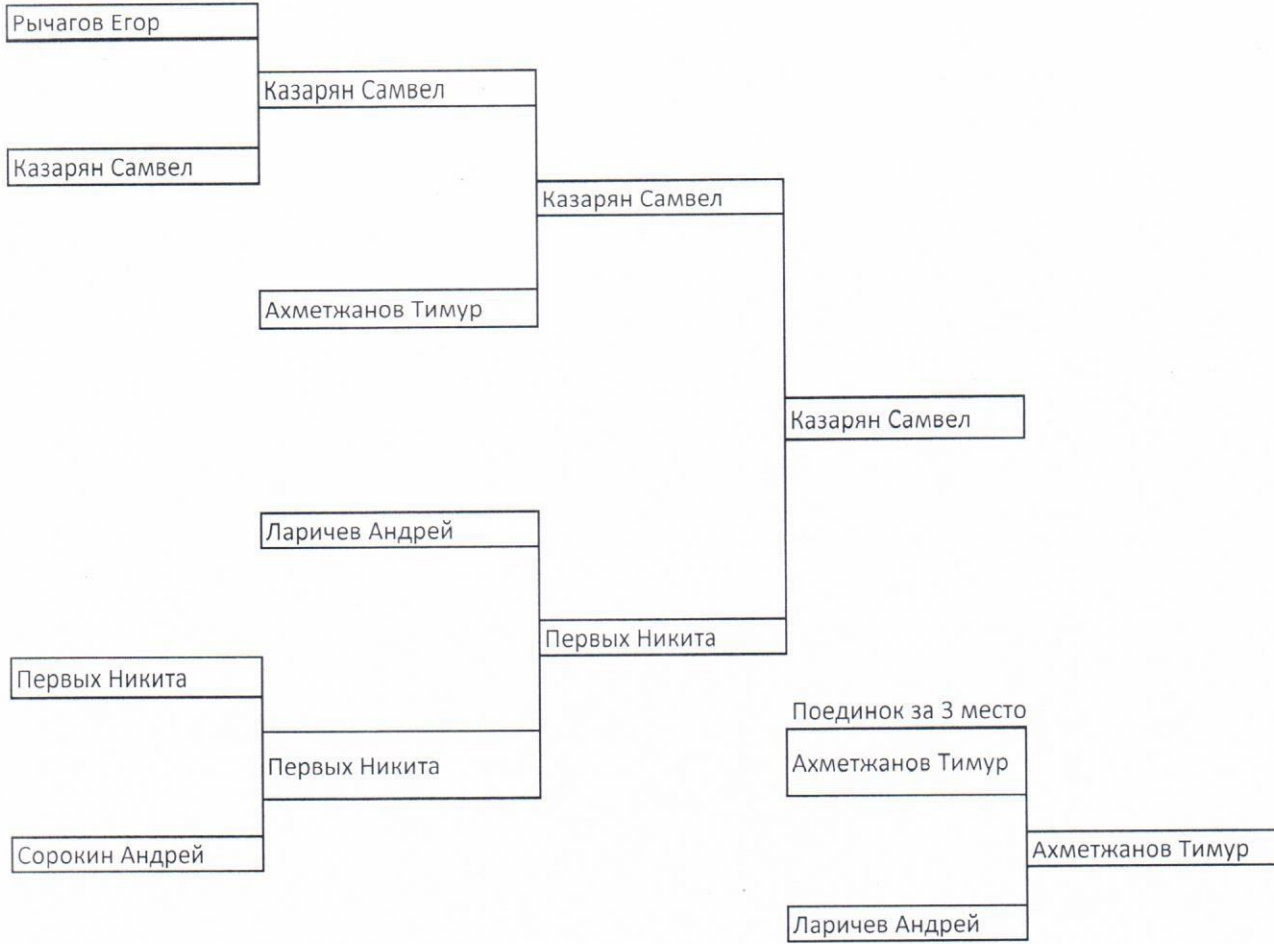 Рычагов Егор
Казарян Самвел
Казарян Самвел
Казарян Самвел
Ахметжанов Тимур
Казарян Самвел
Ларичев Андрей
Первых Никита
Первых Никита
Поединок за 3 место
Первых Никита
Ахметжанов Тимур
Сорокин Андрей
Ахметжанов Тимур
Ларичев Андрей